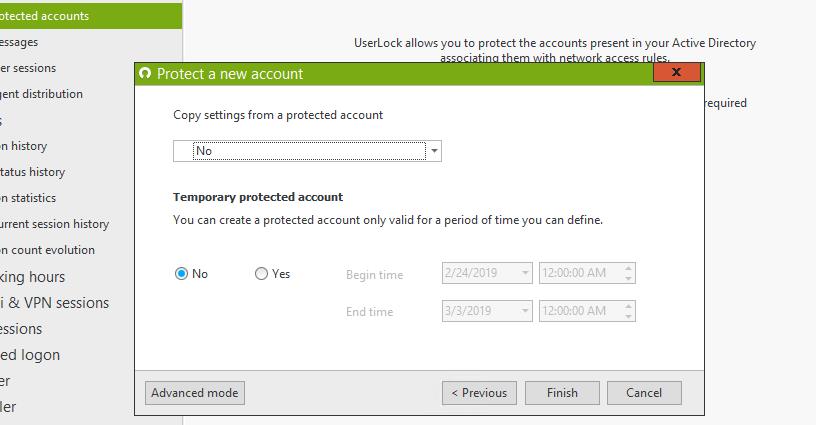 otected accounts
essages
er sessions
gent distribution
s
on history
tatus history
on statistics
urrent session history
on count evolution
king hours
i & VPN sessions
essions
ed logon
er
ler
UserLock allows you to protect the accounts present in your Active Directory
associating them with network access rules.
required
Protect a new account
x
Copy settings from a protected account
No
Temporary protected account
You can create a protected account only valid for a period of time you can define.
No Yes Begin time 2/24/2019 12:00:00 AM
End time 3/3/2019 12:00:00 AM
Advanced mode < Previous Finish Cancel